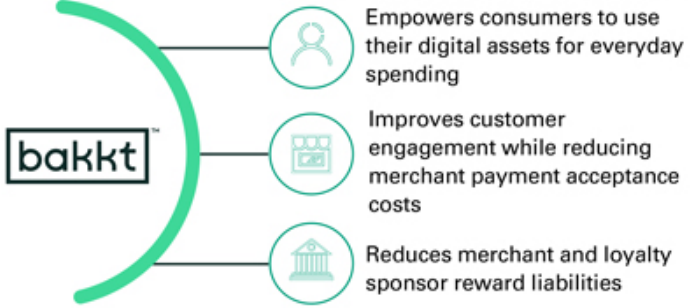 bakkt™
Empowers consumers to use
their digital assets for everyday
spending
Improves customer
engagement while reducing
merchant payment acceptance
costs
Reduces merchant and loyalty
sponsor reward liabilities